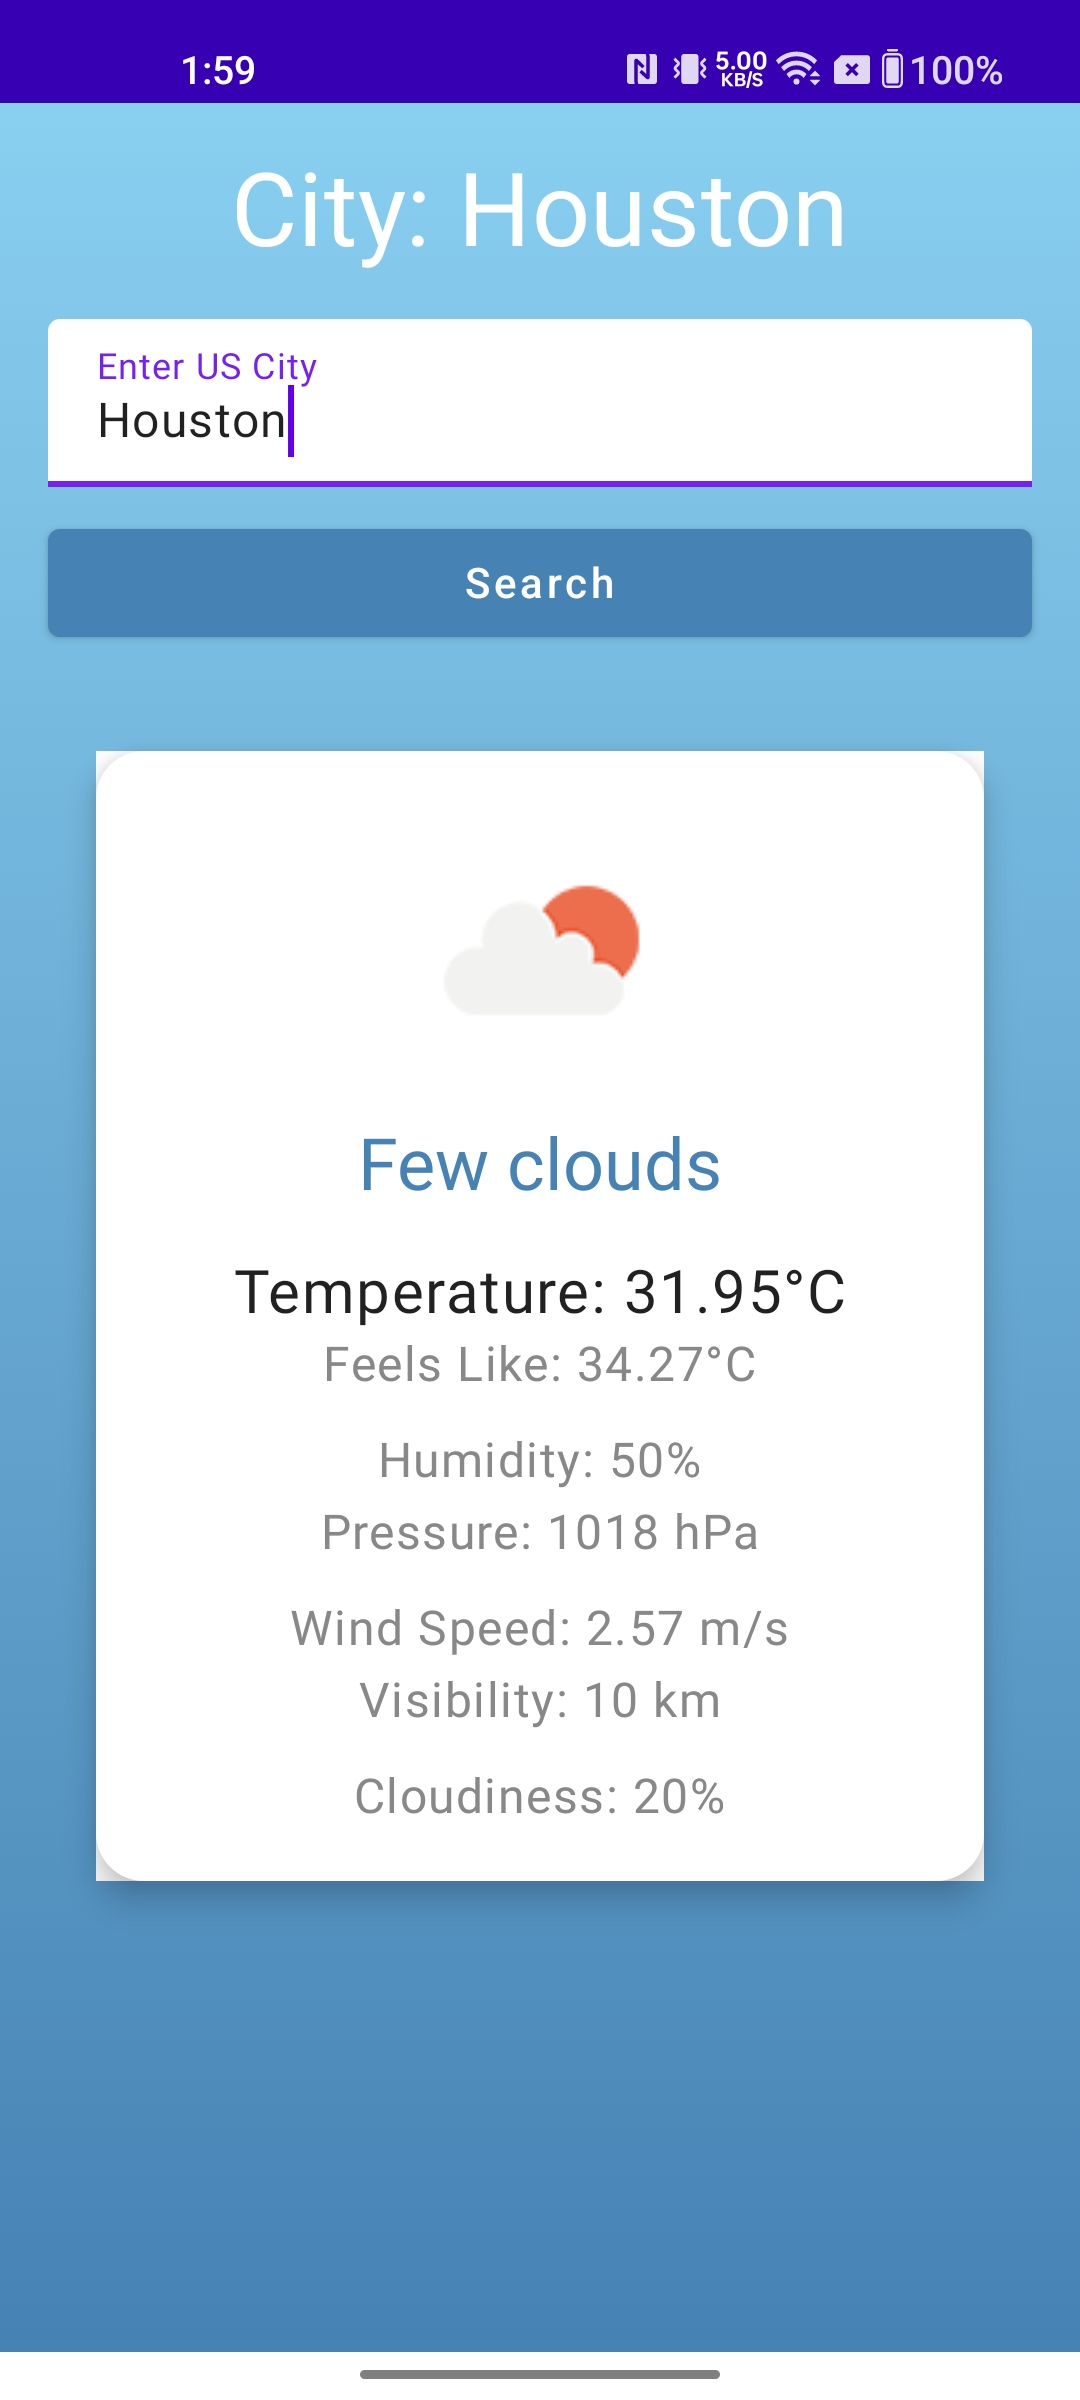 1:59
5.00
KB/S
100%
City: Houston
Enter US City
Houston
Search
Few clouds
Temperature: 31.95°C
Feels Like: 34.27°C
Humidity: 50%
Pressure: 1018 hPa
Wind Speed: 2.57 m/s
Visibility: 10 km
Cloudiness: 20%